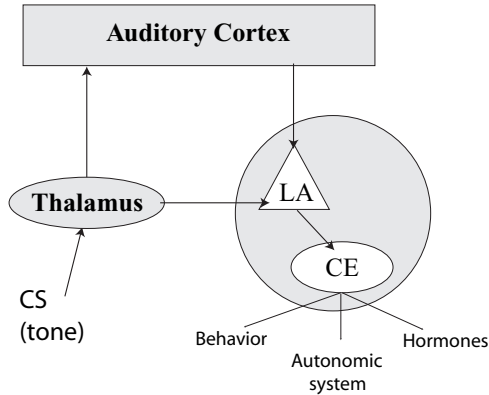 Auditory Cortex
LA
Thalamus
CE
CS
(tone)
Behavior
Hormones
Autonomic
system